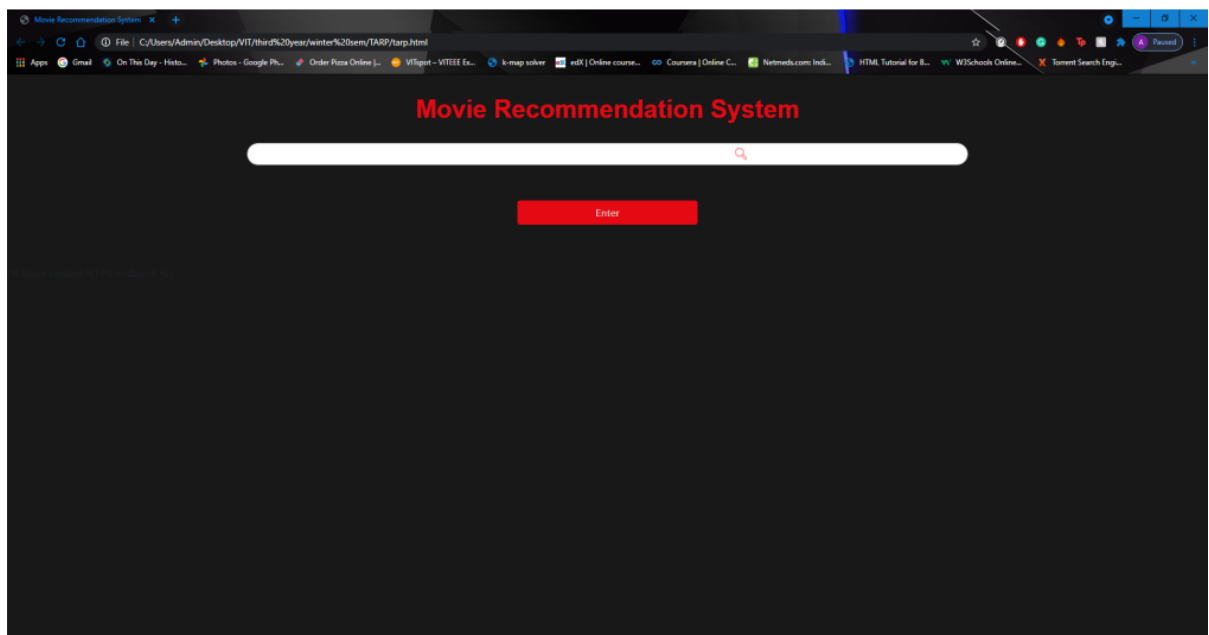 Movie Recommendation System
File | C:/Users/Admin/Desktop/VIT/third%20year/winter%20sem/TARP/tarp.html
Paused
Apps Gmail On This Day - Histo... Photos - Google Ph... Order Pizza Online |... VITspot – VITEEE Ex... k-map solver edX | Online course... Coursera | Online C... Netmeds.com: Indi... HTML Tutorial for B... W3Schools Online... Torrent Search Engi...
Movie Recommendation System
Enter